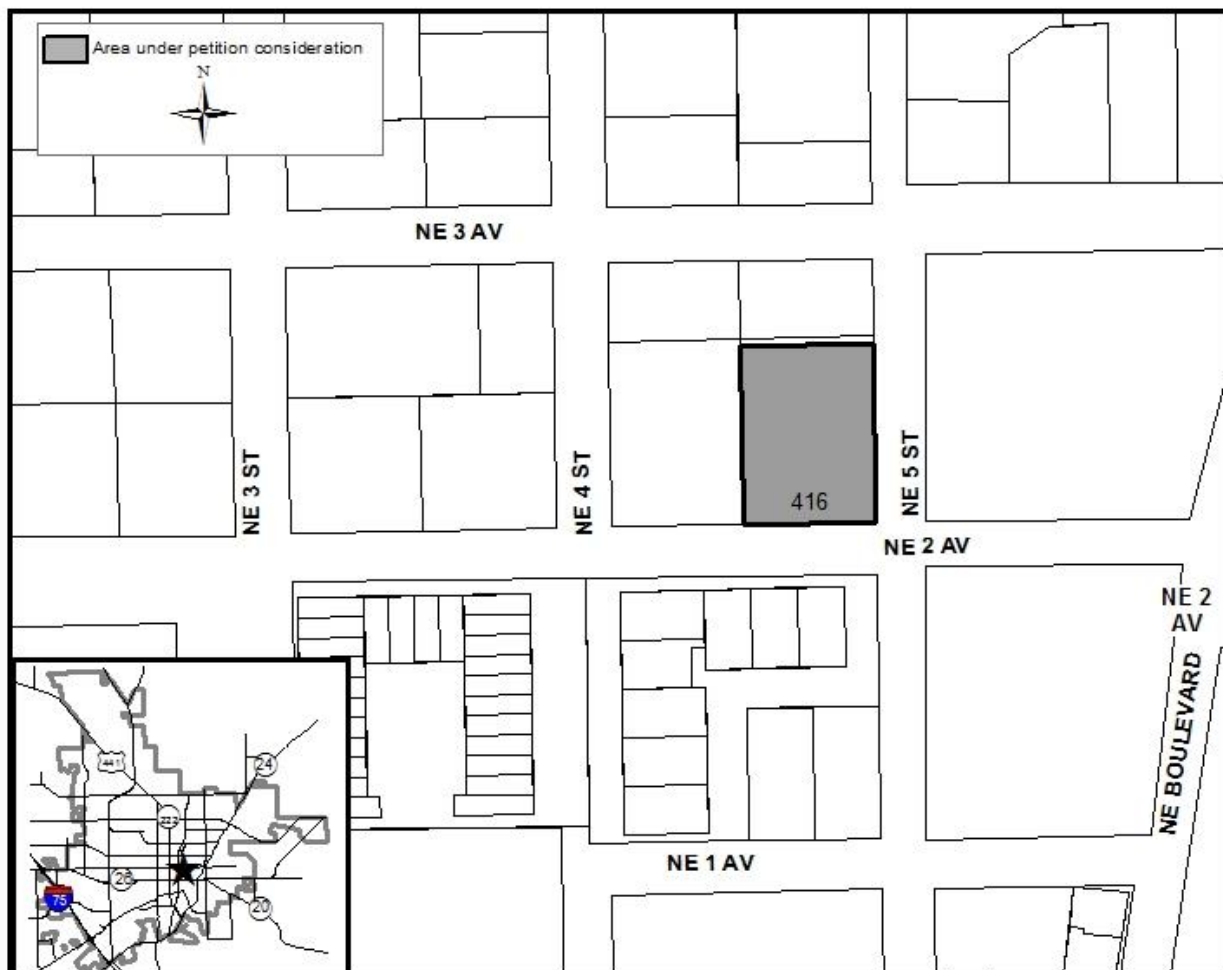 Area under petition consideration
N
NE 3 AV
NE 3 ST
NE 4 ST
NE 5 ST
416
NE 2 AV
NE 2
AV
NE BOULEVARD
NE 1 AV
441
24
222
26
75
20